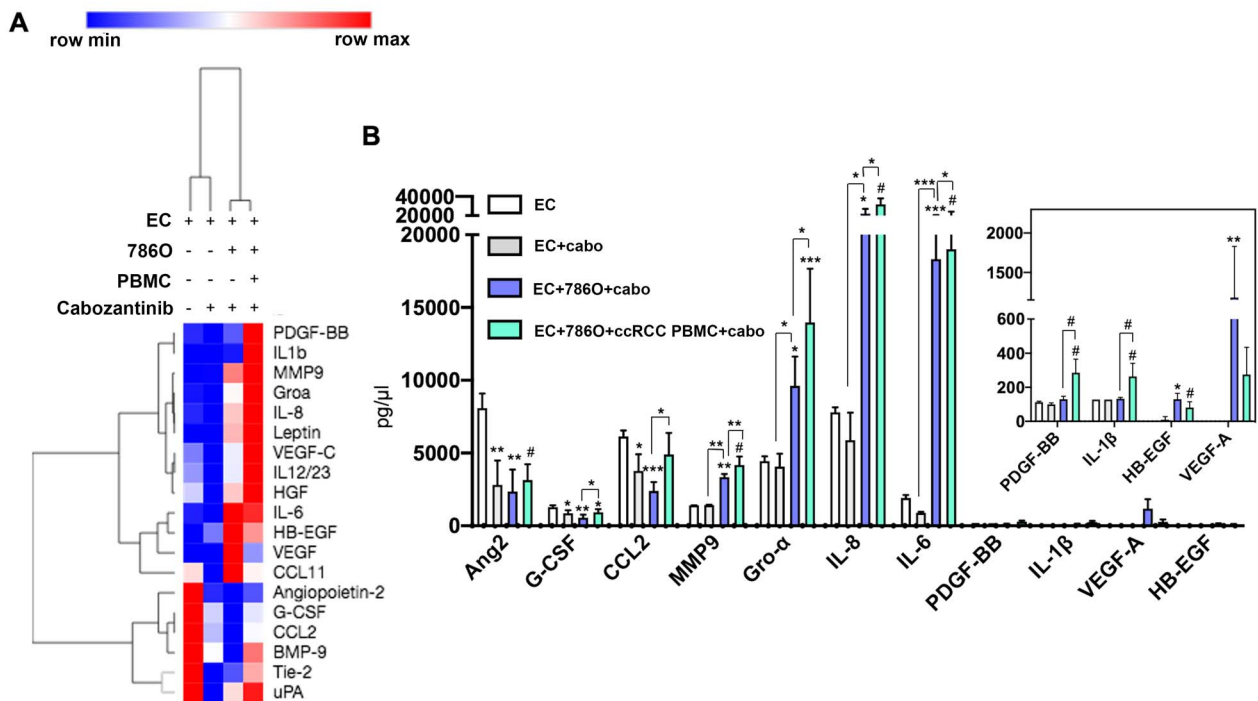 A
row min row max
EC + + + +
786O - - + +
PBMC - - - +
Cabozantinib - + + +
PDGF-BB
IL1b
MMP9
Groa
IL-8
Leptin
VEGF-C
IL12/23
HGF
IL-6
HB-EGF
VEGF
CCL11
Angiopoietin-2
G-CSF
CCL2
BMP-9
Tie-2
uPA
B
pg/µl
40000
20000
20000
15000
10000
5000
0
EC
EC+cabo
EC+786O+cabo
EC+786O+ccRCC PBMC+cabo
** ** #
* ** * *
* *** *
** ** ** #
* * * ***
* * * #
*** *** * #
Ang2
G-CSF
CCL2
MMP9
Gro-α
IL-8
IL-6
PDGF-BB
IL-1β
VEGF-A
HB-EGF
2000
1500
600
400
200
0
# #
# #
* #
**
PDGF-BB
IL-1β
HB-EGF
VEGF-A